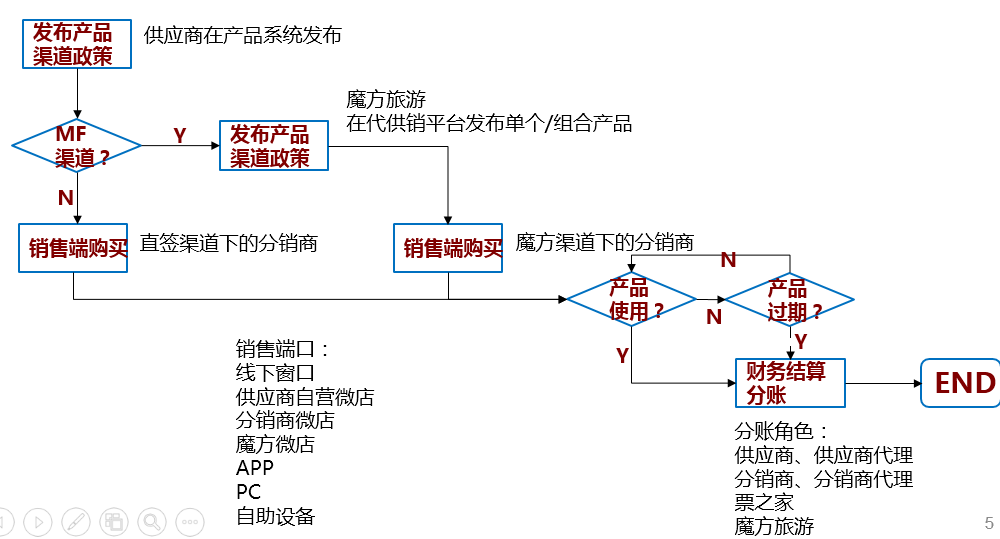 发布产品
渠道政策
供应商在产品系统发布
MF
渠道？
Y
发布产品
渠道政策
魔方旅游
在代供销平台发布单个/组合产品
N
销售端购买
直签渠道下的分销商
销售端购买
魔方渠道下的分销商
N
产品
使用？
N
产品
过期？
Y
Y
财务结算
分账
END
销售端口：
线下窗口
供应商自营微店
分销商微店
魔方微店
APP
PC
自助设备
分账角色：
供应商、供应商代理
分销商、分销商代理
票之家
魔方旅游
5